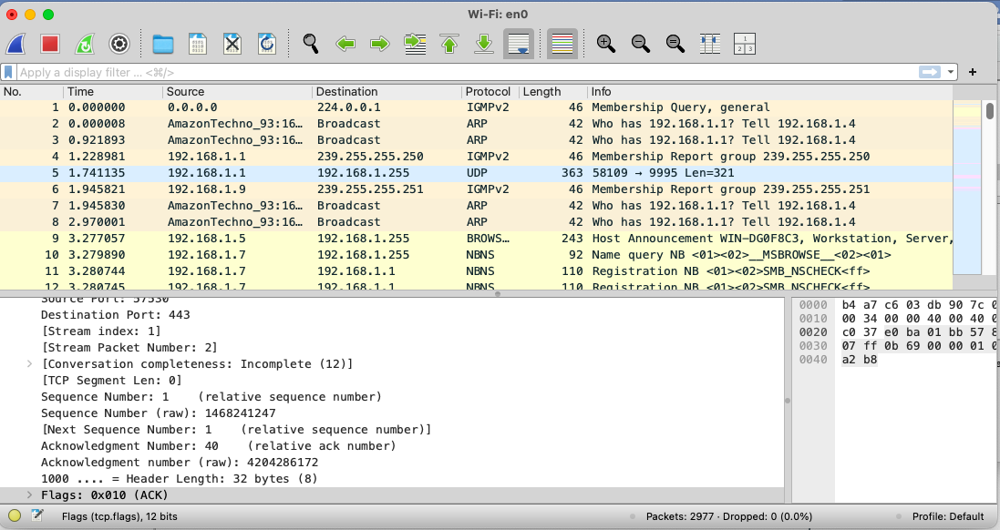 Wi-Fi: en0
Apply a display filter ... <⌘/>
No. Time Source Destination Protocol Length Info
1 0.000000 0.0.0.0 224.0.0.1 IGMPv2 46 Membership Query, general
2 0.000008 AmazonTechno_93:16… Broadcast ARP 42 Who has 192.168.1.1? Tell 192.168.1.4
3 0.921893 AmazonTechno_93:16… Broadcast ARP 42 Who has 192.168.1.1? Tell 192.168.1.4
4 1.228981 192.168.1.1 239.255.255.250 IGMPv2 46 Membership Report group 239.255.255.250
5 1.741135 192.168.1.1 192.168.1.255 UDP 363 58109 → 9995 Len=321
6 1.945821 192.168.1.9 239.255.255.251 IGMPv2 46 Membership Report group 239.255.255.251
7 1.945830 AmazonTechno_93:16… Broadcast ARP 42 Who has 192.168.1.1? Tell 192.168.1.4
8 2.970001 AmazonTechno_93:16… Broadcast ARP 42 Who has 192.168.1.1? Tell 192.168.1.4
9 3.277057 192.168.1.5 192.168.1.255 BROWS… 243 Host Announcement WIN-DG0F8C3, Workstation, Server,
10 3.279890 192.168.1.7 192.168.1.255 NBNS 92 Name query NB <01><02>__MSBROWSE__<02><01>
11 3.280744 192.168.1.7 192.168.1.1 NBNS 110 Registration NB <01><02>SMB_NSCHECK<ff>
12 3.280745 192.168.1.7 192.168.1.1 NBNS 110 Registration NB <01><02>SMB_NSCHECK<ff>
Source Port: 57530
Destination Port: 443
[Stream index: 1]
[Stream Packet Number: 2]
[Conversation completeness: Incomplete (12)]
[TCP Segment Len: 0]
Sequence Number: 1 (relative sequence number)
Sequence Number (raw): 1468241247
[Next Sequence Number: 1 (relative sequence number)]
Acknowledgment Number: 40 (relative ack number)
Acknowledgment number (raw): 4204286172
1000 .... = Header Length: 32 bytes (8)
Flags: 0x010 (ACK)
0000 b4 a7 c6 03 db 90 7c
0010 00 34 00 00 40 00 40
0020 c0 37 e0 ba 01 bb 57
0030 07 ff 0b 69 00 00 01
0040 a2 b8
Flags (tcp.flags), 12 bits
Packets: 2977 · Dropped: 0 (0.0%)
Profile: Default